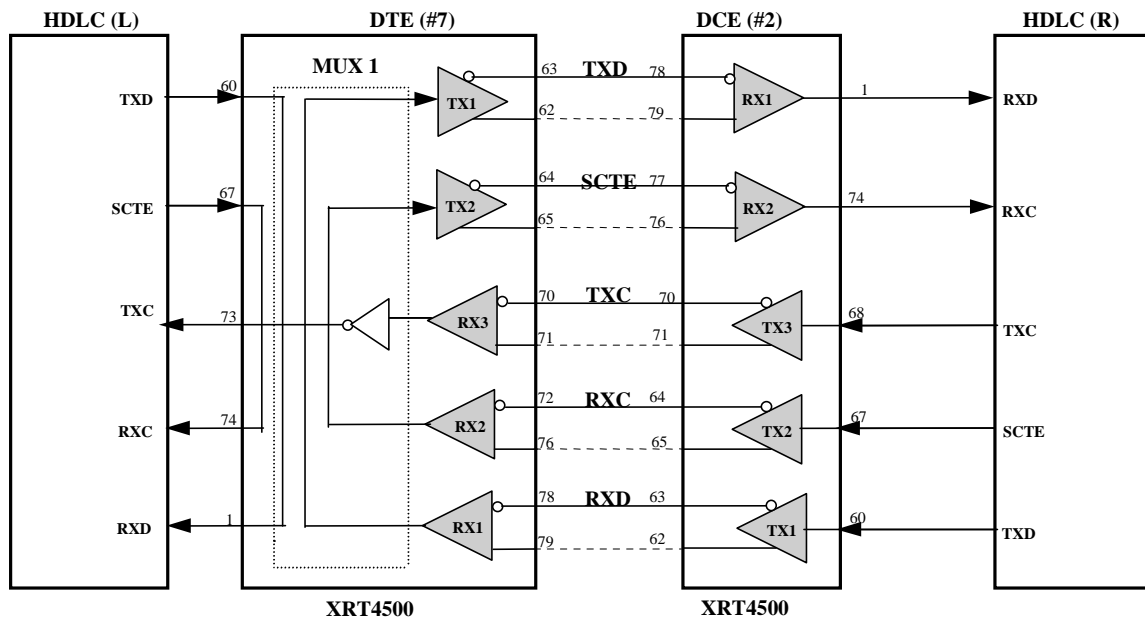 HDLC (L) DTE (#7) DCE (#2) HDLC (R)
MUX 1
TXD 60 TX1 63 TXD 78 RX1 1 RXD
62 79
SCTE 67 TX2 64 SCTE 77 RX2 74 RXC
65 76
TXC 73 RX3 70 TXC 70 TX3 68 TXC
71 71
RXC 74 RX2 72 RXC 64 TX2 67 SCTE
76 65
RXD 1 RX1 78 RXD 63 TX1 60 TXD
79 62
XRT4500 XRT4500